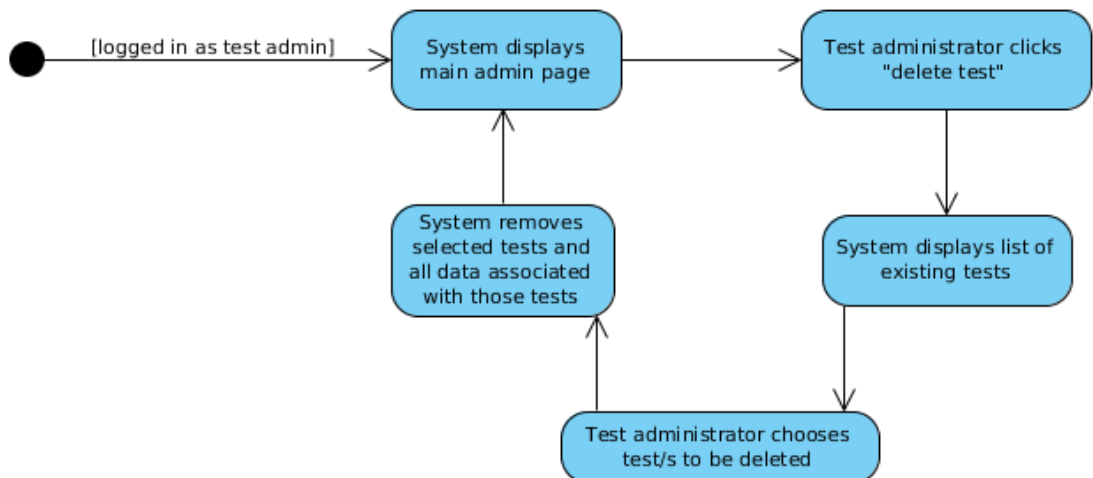 [logged in as test admin]
System displays
main admin page
Test administrator clicks
"delete test"
System removes
selected tests and
all data associated
with those tests
System displays list of
existing tests
Test administrator chooses
test/s to be deleted